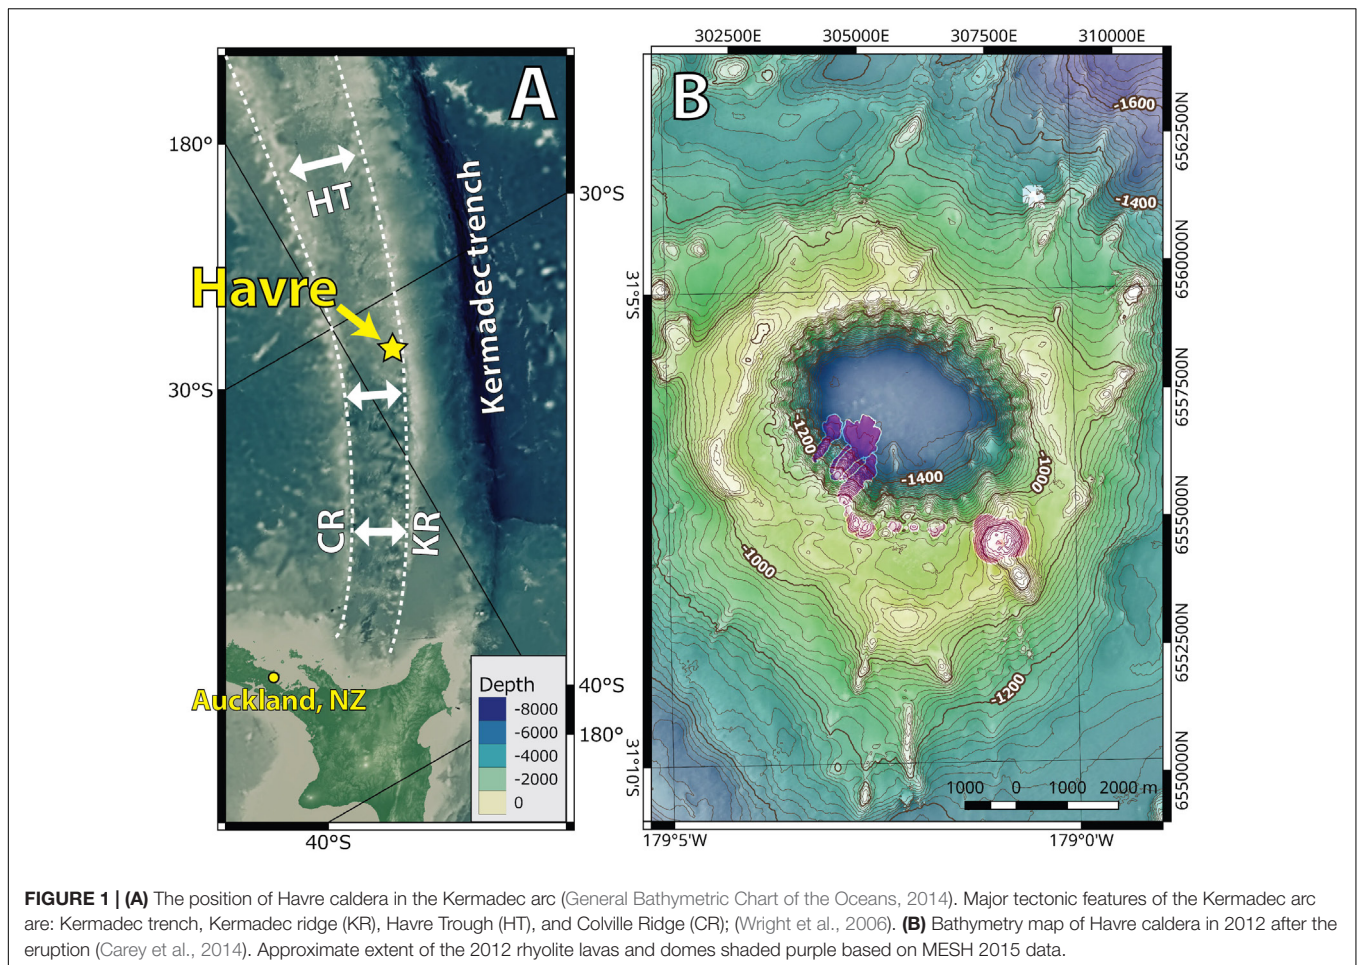 A
180°
HT
30°S
Kermadec trench
Havre
30°S
CR
KR
Auckland, NZ
Depth
-8000
-6000
-4000
-2000
0
40°S
180°
40°S
302500E
305000E
307500E
310000E
B
-1600
-1400
6562500N
6560000N
6557500N
6555000N
6552500N
6550000N
31°5'S
31°10'S
-1200
-1400
-1000
-1000
-1200
1000
0
1000
2000 m
179°5'W
179°0'W
FIGURE 1 | (A) The position of Havre caldera in the Kermadec arc (General Bathymetric Chart of the Oceans, 2014). Major tectonic features of the Kermadec arc
are: Kermadec trench, Kermadec ridge (KR), Havre Trough (HT), and Colville Ridge (CR); (Wright et al., 2006). (B) Bathymetry map of Havre caldera in 2012 after the
eruption (Carey et al., 2014). Approximate extent of the 2012 rhyolite lavas and domes shaded purple based on MESH 2015 data.